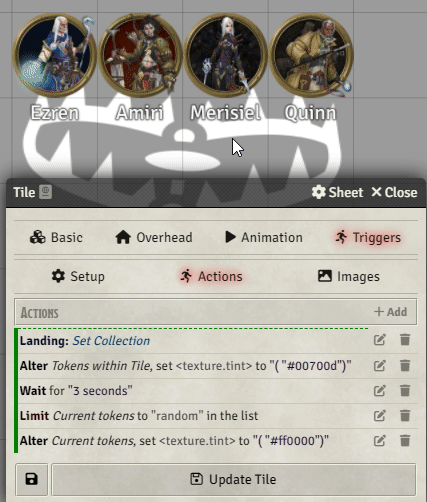 Ezren Amiri Merisiel Quinn
Tile Sheet Close
Basic Overhead Animation Triggers
Setup Actions Images
ACTIONS + Add
Landing: Set Collection
Alter Tokens within Tile, set <texture.tint> to "( "#00700d")"
Wait for "3 seconds"
Limit Current tokens to "random" in the list
Alter Current tokens, set <texture.tint> to "( "#ff0000")"
Update Tile